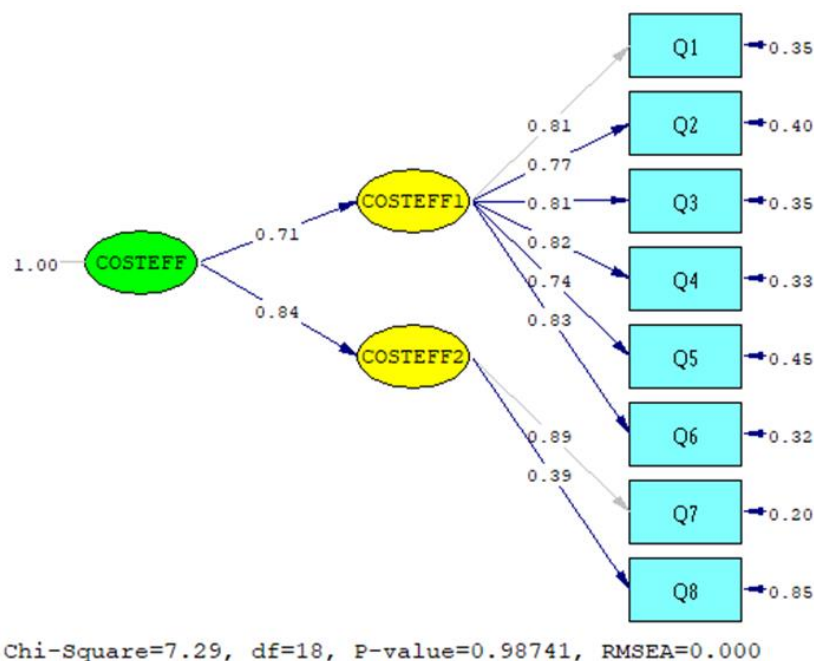 Q1
0.35
0.81
Q2
0.40
0.77
COSTEFF1
0.81
Q3
0.35
0.71
0.82
1.00
COSTEFF
Q4
0.33
0.74
0.84
0.83
COSTEFF2
Q5
0.45
0.89
Q6
0.32
0.39
Q7
0.20
Q8
0.85
Chi-Square=7.29, df=18, P-value=0.98741, RMSEA=0.000